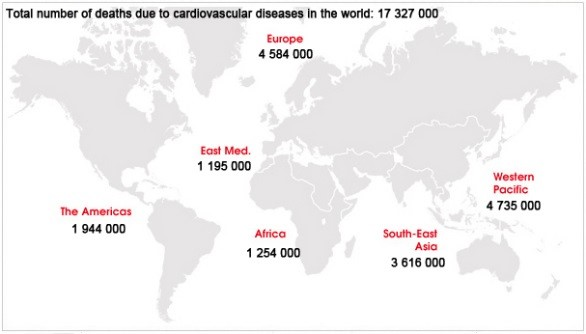 Total number of deaths due to cardiovascular diseases in the world: 17 327 000
Europe
4 584 000
East Med.
1 195 000
Western
Pacific
4 735 000
The Americas
1 944 000
Africa
1 254 000
South-East
Asia
3 616 000